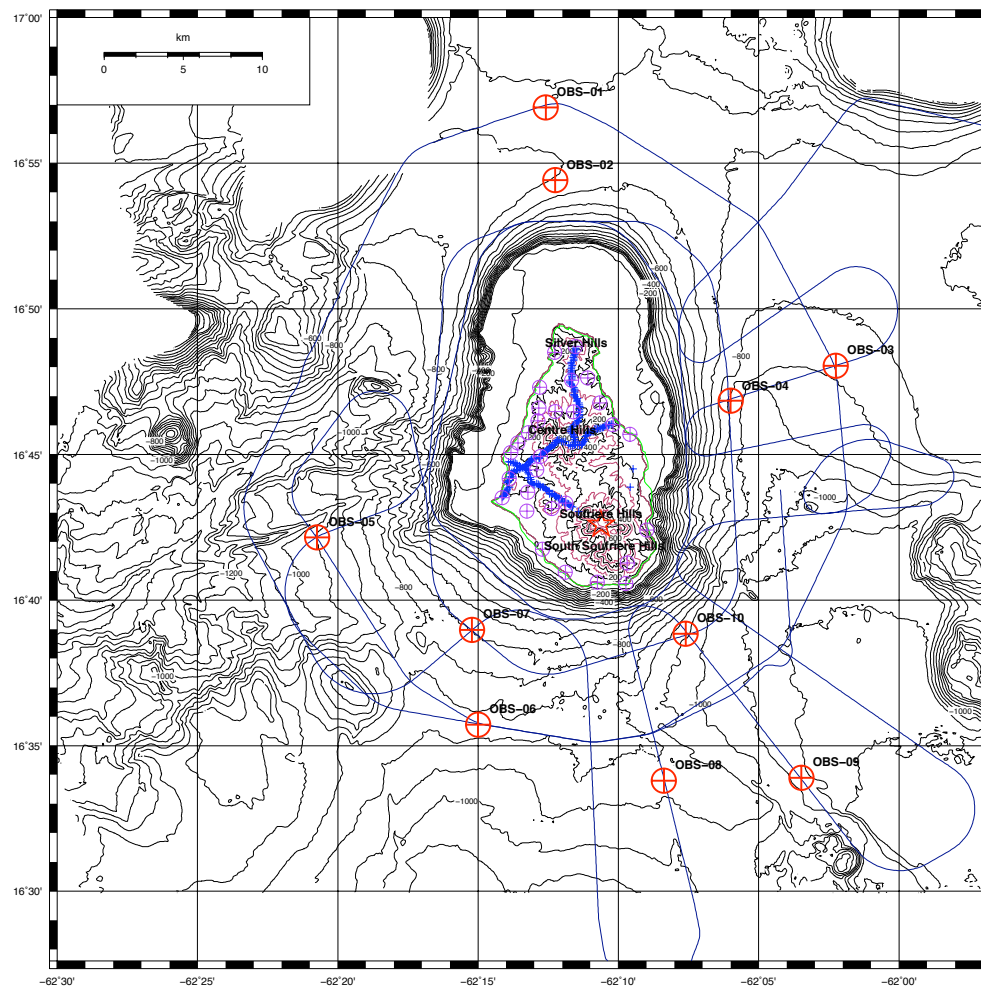 17˚00'
km
0 5 10
OBS−01
16˚55'
OBS−02
−600
−400
−200
16˚50'
−600
−800
−800
OBS−03
Silver Hills
−800
OBS−04
Centre Hills
−1000
−800
−1000
16˚45'
−1000
Soufriere Hills
OBS−05
South Soufriere Hills
−1200
−1000
−200
−400
16˚40'
−800
OBS−07
OBS−10
−800
−1000
−1000
−1000
OBS−06
16˚35'
OBS−08
OBS−09
−1000
16˚30'
−62˚30' −62˚25' −62˚20' −62˚15' −62˚10' −62˚05' −62˚00'